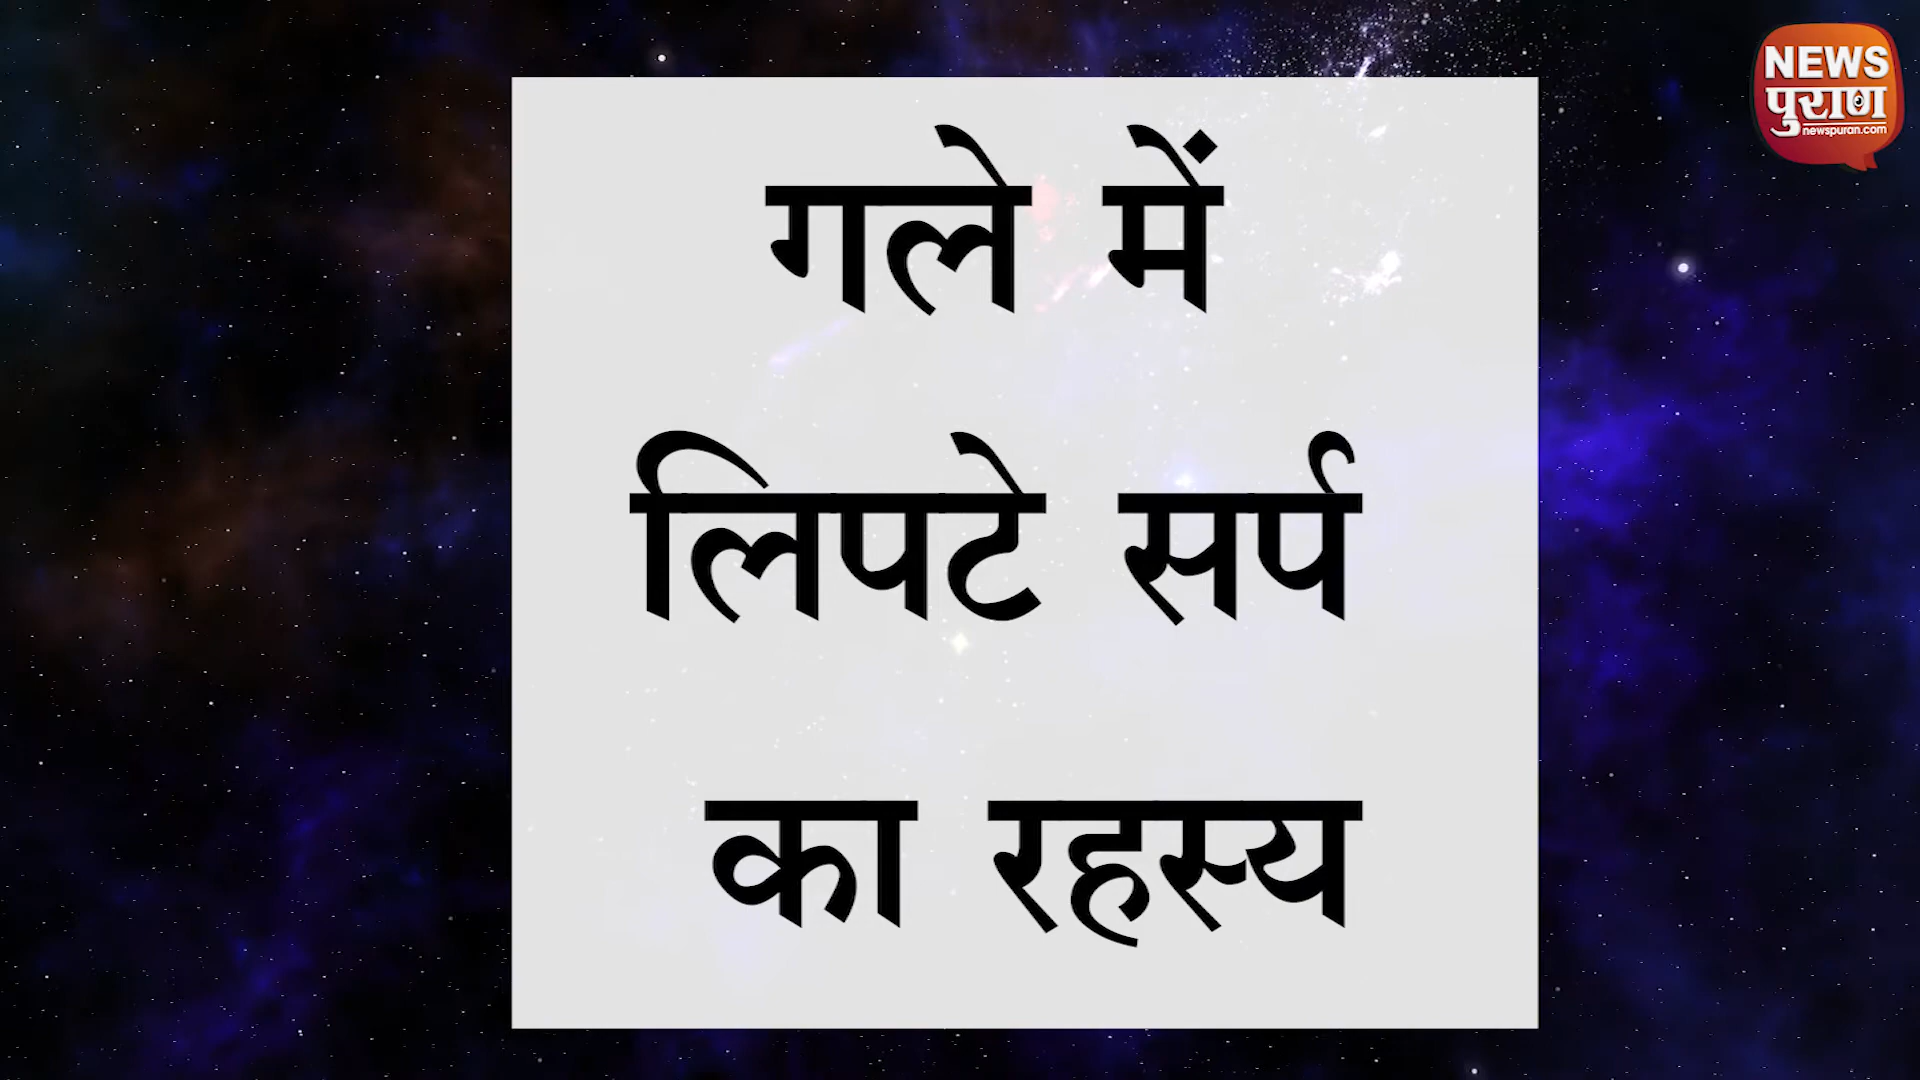 NEWS
पुराण
newspuran.com
गले में
लिपटे सर्प
का रहस्य